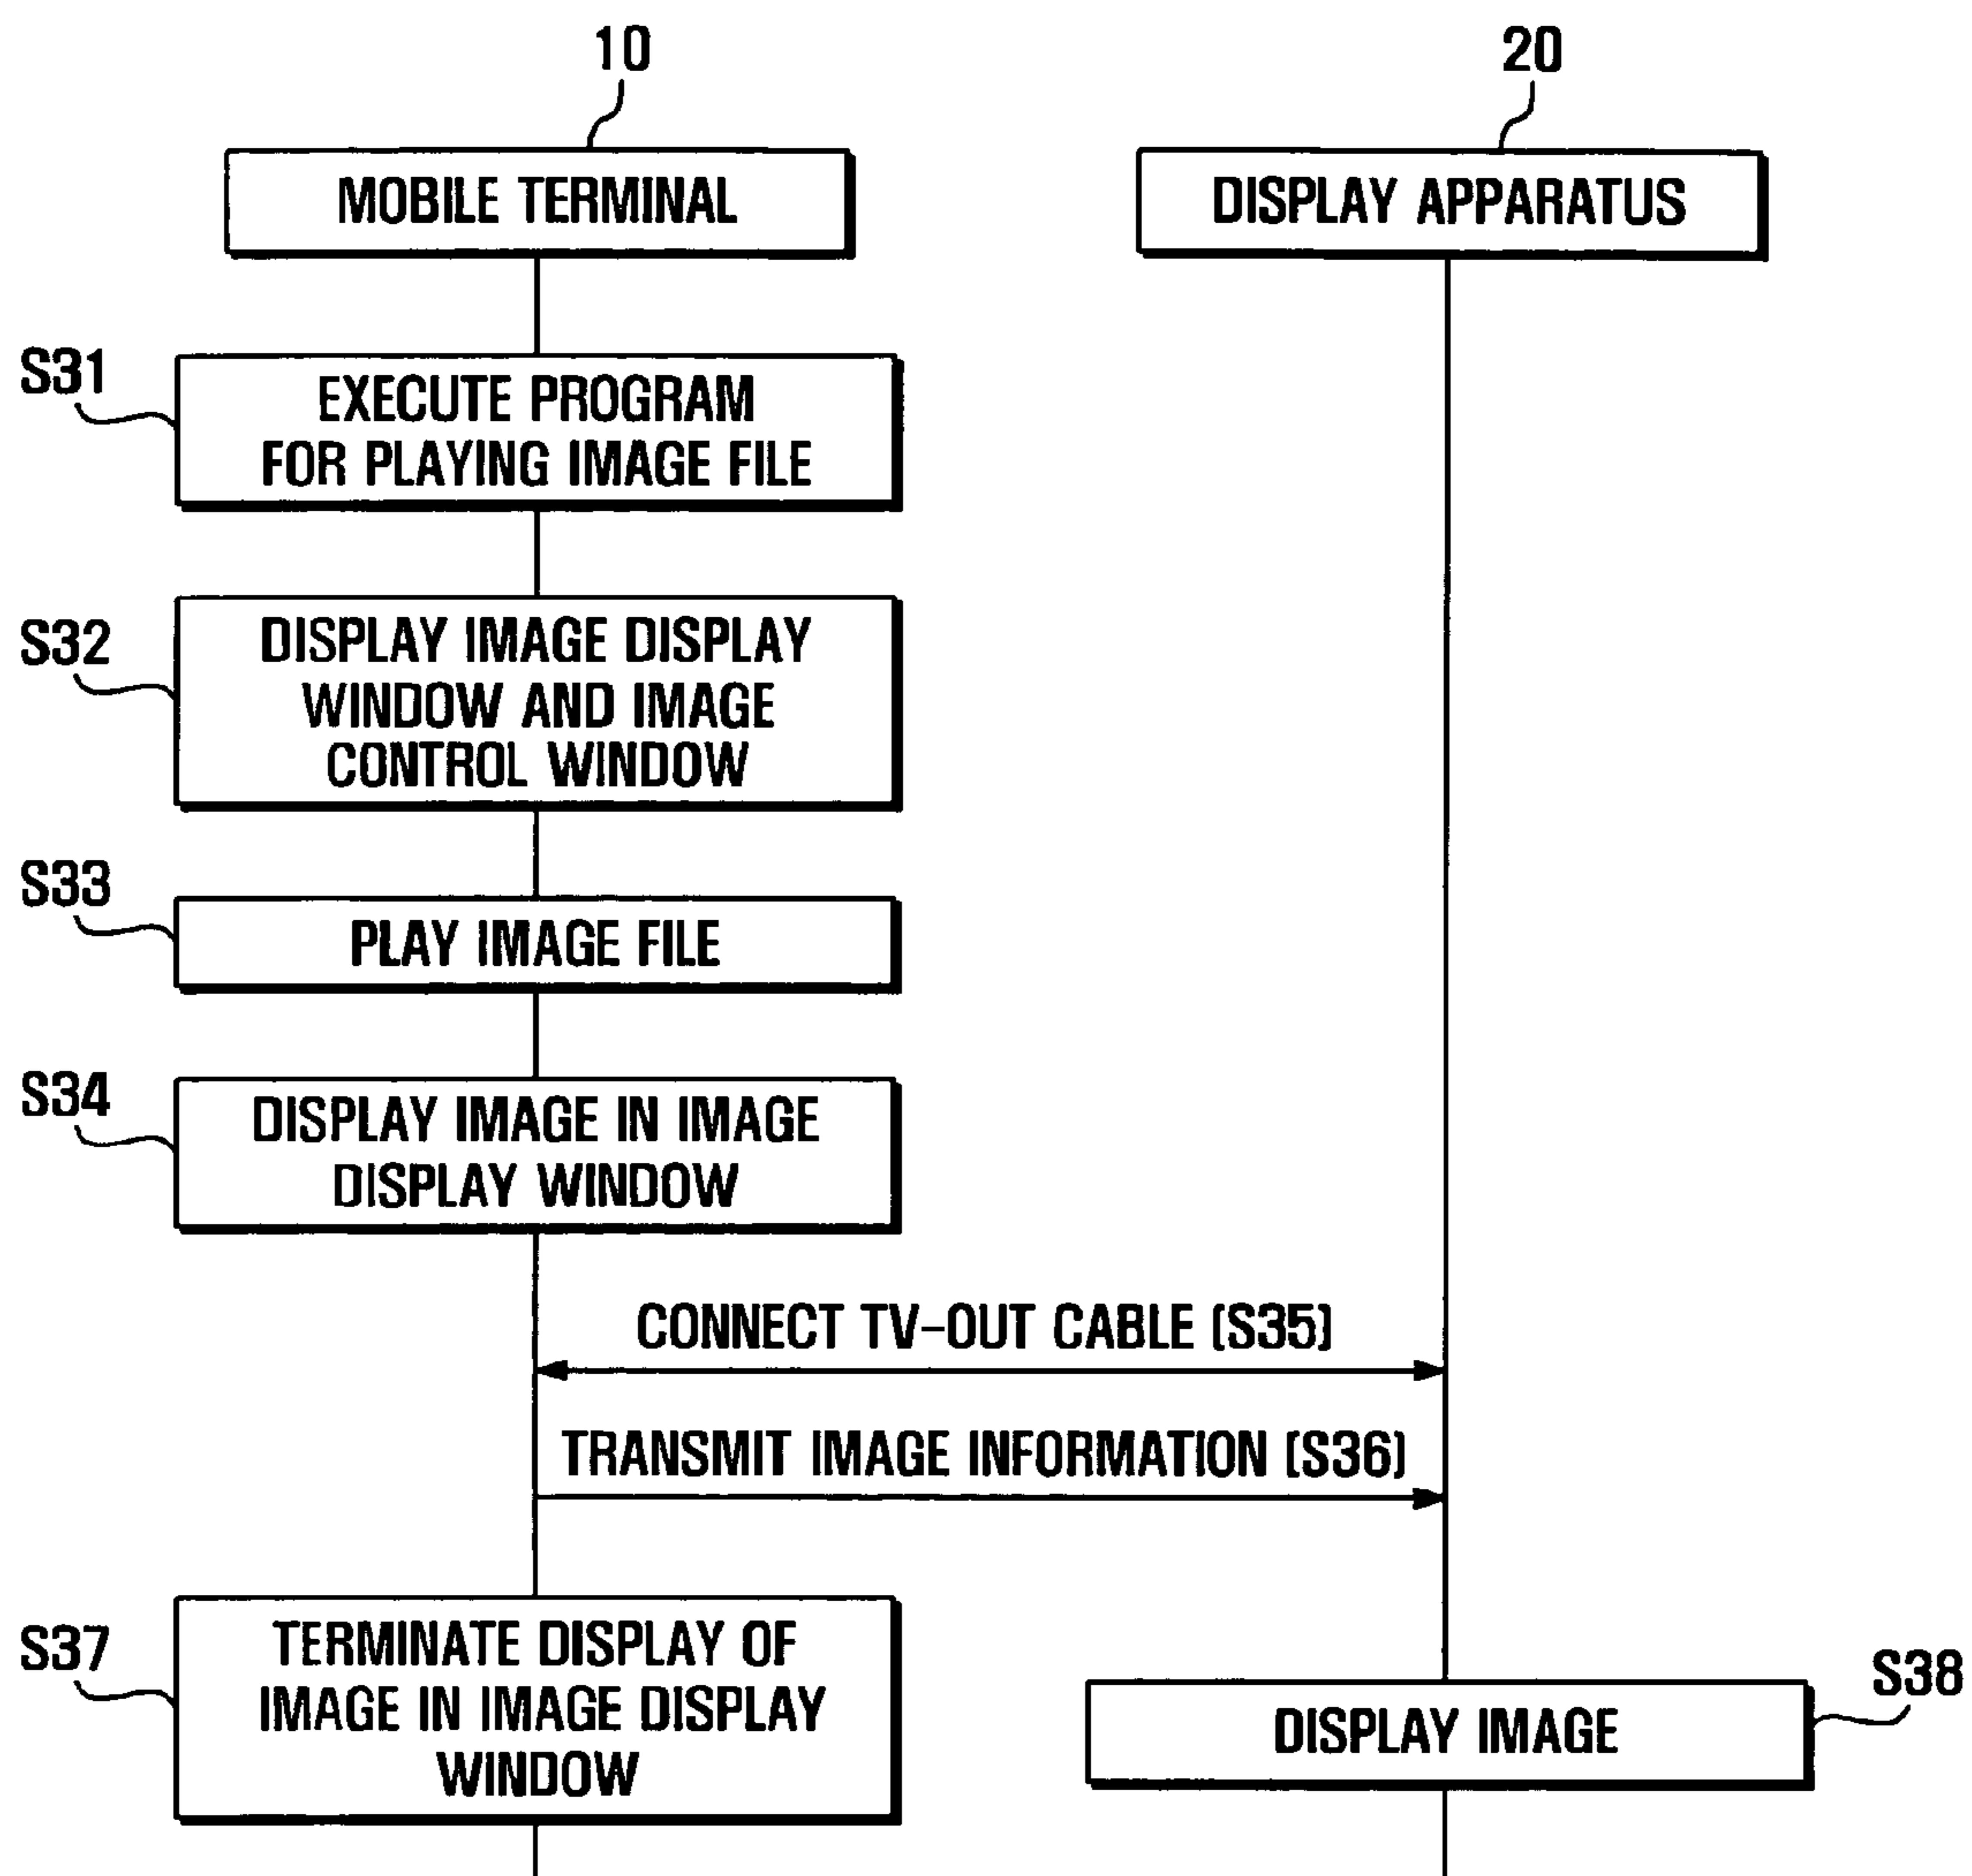 10
20
MOBILE TERMINAL
DISPLAY APPARATUS
S31
EXECUTE PROGRAM
FOR PLAYING IMAGE FILE
S32
DISPLAY IMAGE DISPLAY
WINDOW AND IMAGE
CONTROL WINDOW
S33
PLAY IMAGE FILE
S34
DISPLAY IMAGE IN IMAGE
DISPLAY WINDOW
CONNECT TV-OUT CABLE (S35)
TRANSMIT IMAGE INFORMATION (S36)
S37
TERMINATE DISPLAY OF
IMAGE IN IMAGE DISPLAY
WINDOW
S38
DISPLAY IMAGE